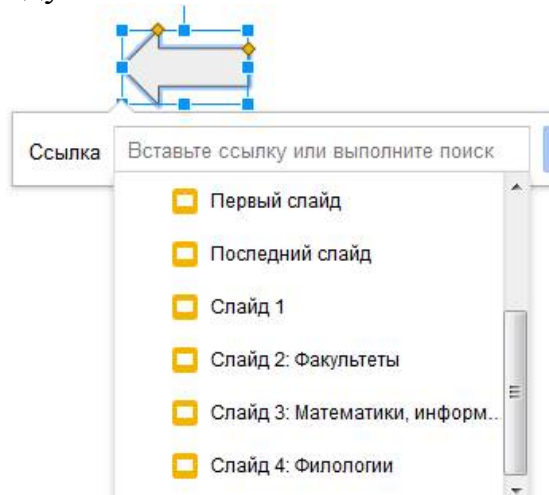 Ссылка
Вставьте ссылку или выполните поиск
Первый слайд
Последний слайд
Слайд 1
Слайд 2: Факультеты
Слайд 3: Математики, информ...
Слайд 4: Филологии